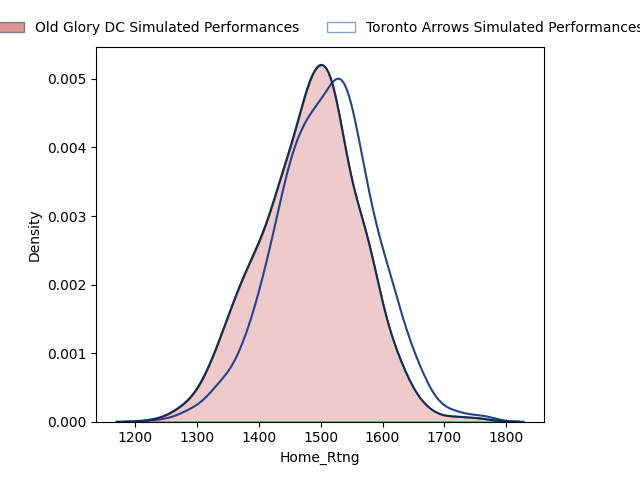 Old Glory DC Simulated Performances
Toronto Arrows Simulated Performances
0.005
0.004
0.003
0.002
0.001
0.000
Density
1200 1300 1400 1500 1600 1700 1800
Home_Rtng